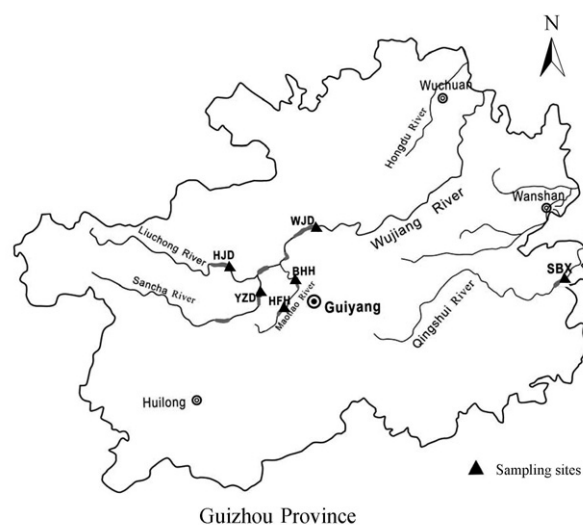 N
Wuchuan
Hongdu River
Wanshan
Wujiang River
WJD
Liuchong River
HJD
BHH
SBX
Sancha River
YZD
HFH
Maotiao River
Guiyang
Qingshui River
Huilong
Sampling sites
Guizhou Province